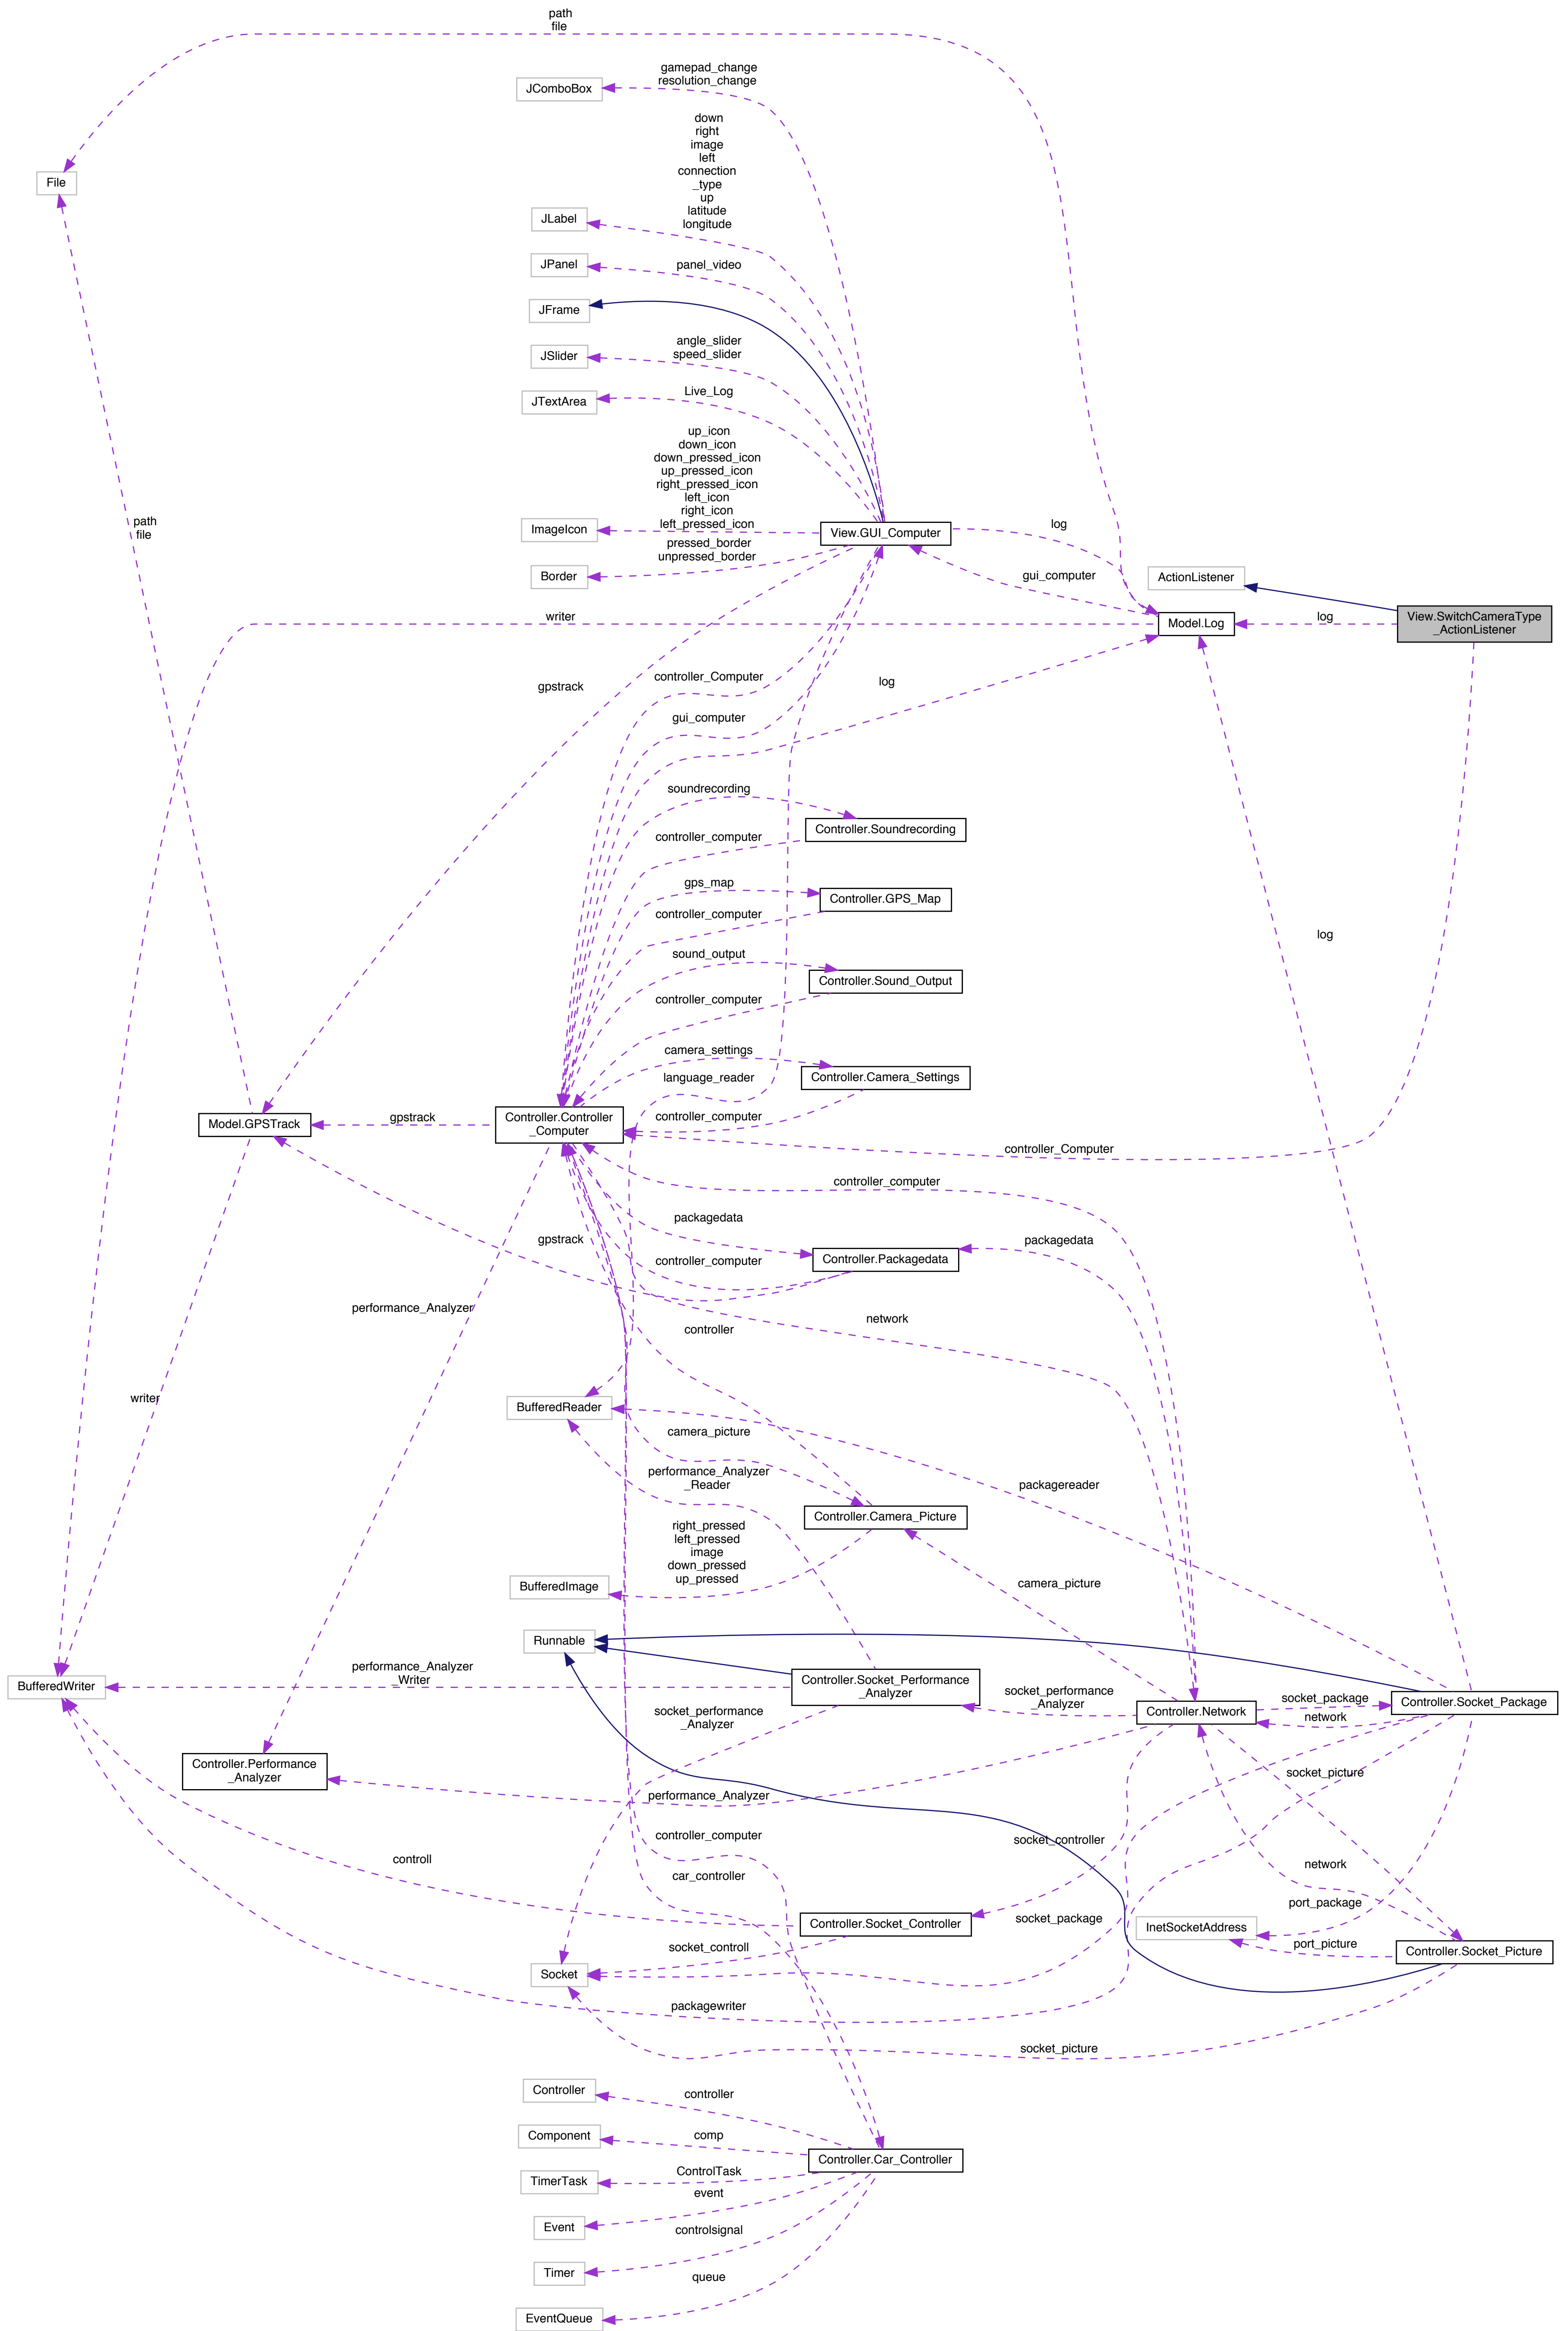 path
file
gamepad_change
resolution_change
JComboBox
down
right
image
left
connection
_type
up
latitude
longitude
File
JLabel
JPanel
panel_video
JFrame
angle_slider
speed_slider
JSlider
Live_Log
JTextArea
up_icon
down_icon
down_pressed_icon
up_pressed_icon
right_pressed_icon
left_icon
right_icon
left_pressed_icon
ImageIcon
path
file
View.GUI_Computer
log
pressed_border
unpressed_border
Border
gui_computer
ActionListener
writer
Model.Log
log
View.SwitchCameraType
_ActionListener
gpstrack
controller_Computer
log
gui_computer
soundrecording
Controller.Soundrecording
controller_computer
gps_map
Controller.GPS_Map
controller_computer
log
sound_output
Controller.Sound_Output
controller_computer
camera_settings
language_reader
Controller.Camera_Settings
Model.GPSTrack
gpstrack
Controller.Controller
_Computer
controller_computer
controller_Computer
controller_computer
packagedata
gpstrack
controller_computer
Controller.Packagedata
packagedata
performance_Analyzer
controller
network
writer
BufferedReader
camera_picture
performance_Analyzer
_Reader
packagereader
Controller.Camera_Picture
right_pressed
left_pressed
image
down_pressed
up_pressed
BufferedImage
camera_picture
Runnable
BufferedWriter
performance_Analyzer
_Writer
Controller.Socket_Performance
_Analyzer
socket_performance
_Analyzer
socket_performance
_Analyzer
Controller.Network
socket_package
network
Controller.Socket_Package
Controller.Performance
_Analyzer
performance_Analyzer
socket_picture
controller_computer
socket_controller
controll
car_controller
network
port_package
Controller.Socket_Controller
socket_package
InetSocketAddress
port_picture
Controller.Socket_Picture
Socket
socket_controll
packagewriter
socket_picture
Controller
controller
Component
comp
Controller.Car_Controller
TimerTask
ControlTask
event
Event
controlsignal
Timer
queue
EventQueue